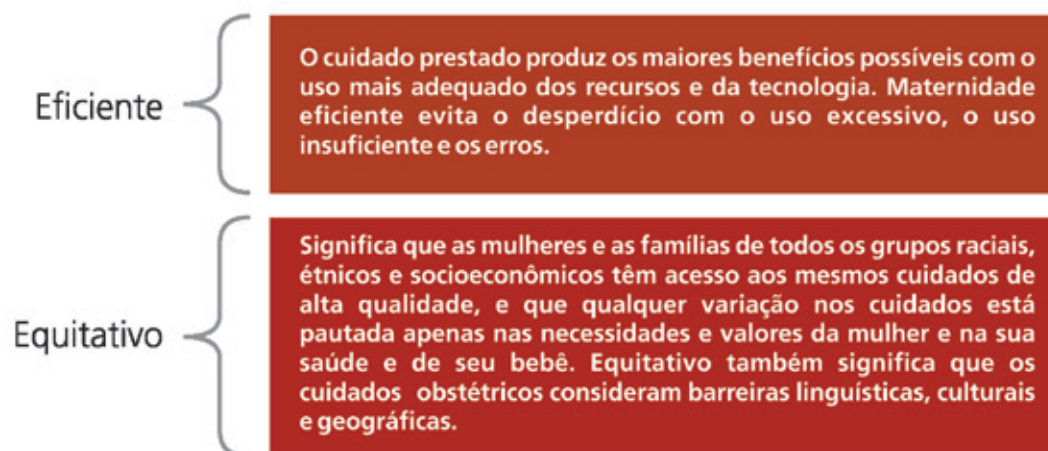 Eficiente
O cuidado prestado produz os maiores benefícios possíveis com o
uso mais adequado dos recursos e da tecnologia. Maternidade
eficiente evita o desperdício com o uso excessivo, o uso
insuficiente e os erros.
Equitativo
Significa que as mulheres e as famílias de todos os grupos raciais,
étnicos e socioeconômicos têm acesso aos mesmos cuidados de
alta qualidade, e que qualquer variação nos cuidados está
pautada apenas nas necessidades e valores da mulher e na sua
saúde e de seu bebê. Equitativo também significa que os
cuidados obstétricos consideram barreiras linguísticas, culturais
e geográficas.